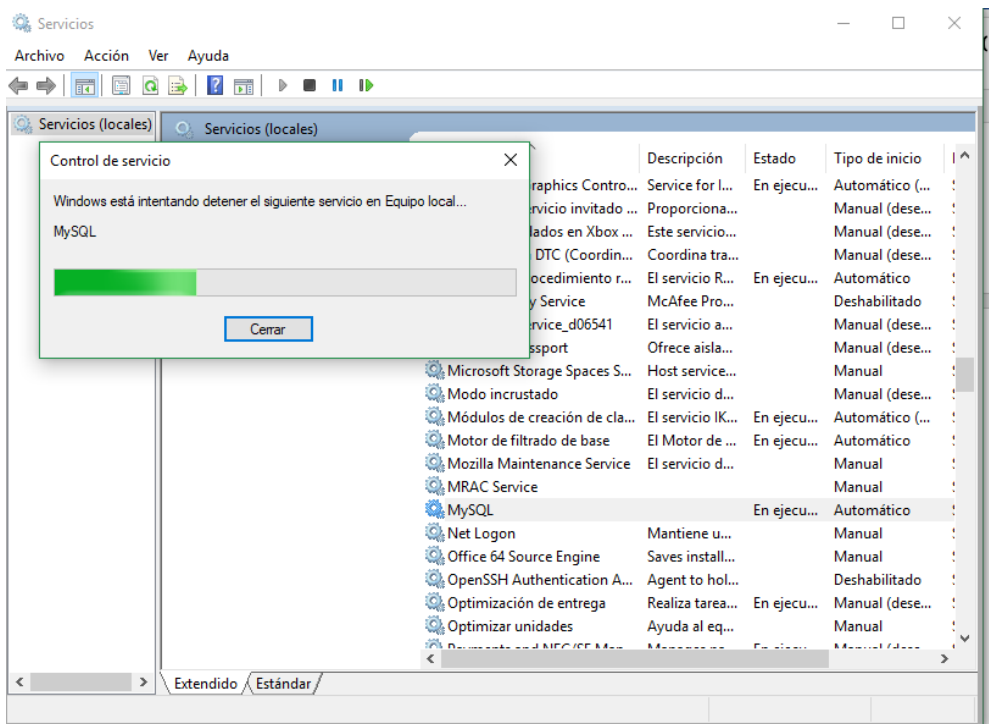 Servicios
Archivo Acción Ver Ayuda
Servicios (locales)
Servicios (locales)
Control de servicio
Windows está intentando detener el siguiente servicio en Equipo local...
MySQL
Cerrar
Descripción Estado Tipo de inicio
raphics Contro... Service for I... En ejecu... Automático (...
rvicio invitado ... Proporciona... Manual (dese...
lados en Xbox ... Este servicio... Manual (dese...
DTC (Coordin... Coordina tra... Manual (dese...
ocedimiento r... El servicio R... En ejecu... Automático
y Service McAfee Pro... Deshabilitado
rvice_d06541 El servicio a... Manual (dese...
ssport Ofrece aisla... Manual (dese...
Microsoft Storage Spaces S... Host service... Manual
Modo incrustado El servicio d... Manual (dese...
Módulos de creación de cla... El servicio IK... En ejecu... Automático (...
Motor de filtrado de base El Motor de ... En ejecu... Automático
Mozilla Maintenance Service El servicio d... Manual
MRAC Service Manual
MySQL En ejecu... Automático
Net Logon Mantiene u... Manual
Office 64 Source Engine Saves install... Manual
OpenSSH Authentication A... Agent to hol... Deshabilitado
Optimización de entrega Realiza tarea... En ejecu... Manual (dese...
Optimizar unidades Ayuda al eq... Manual
Extendido Estándar